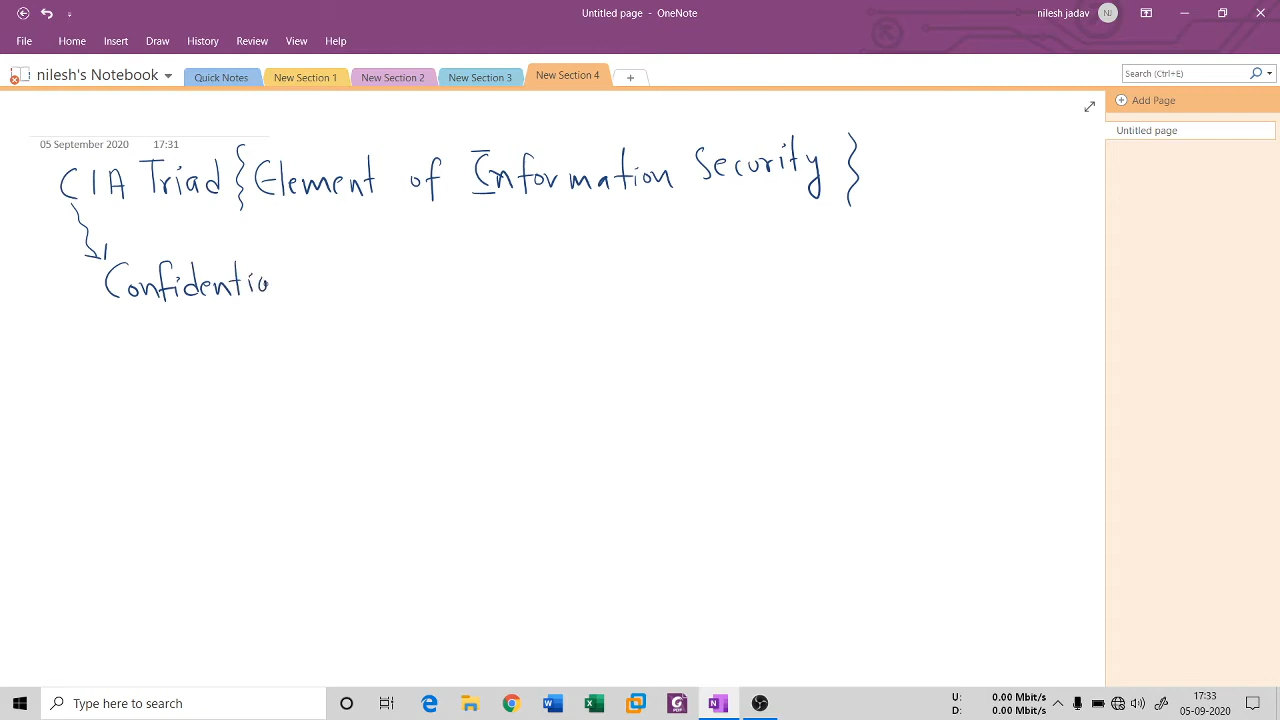 Untitled page - OneNote
nilesh jadav NJ
File Home Insert Draw History Review View Help
nilesh's Notebook Quick Notes New Section 1 New Section 2 New Section 3 New Section 4 +
Search (Ctrl+E)
Add Page
Untitled page
05 September 2020 17:31
CIA Triad { Element of Information Security }
Confidentia
Type here to search
U: 0.00 Mbit/s
D: 0.00 Mbit/s
17:33
05-09-2020